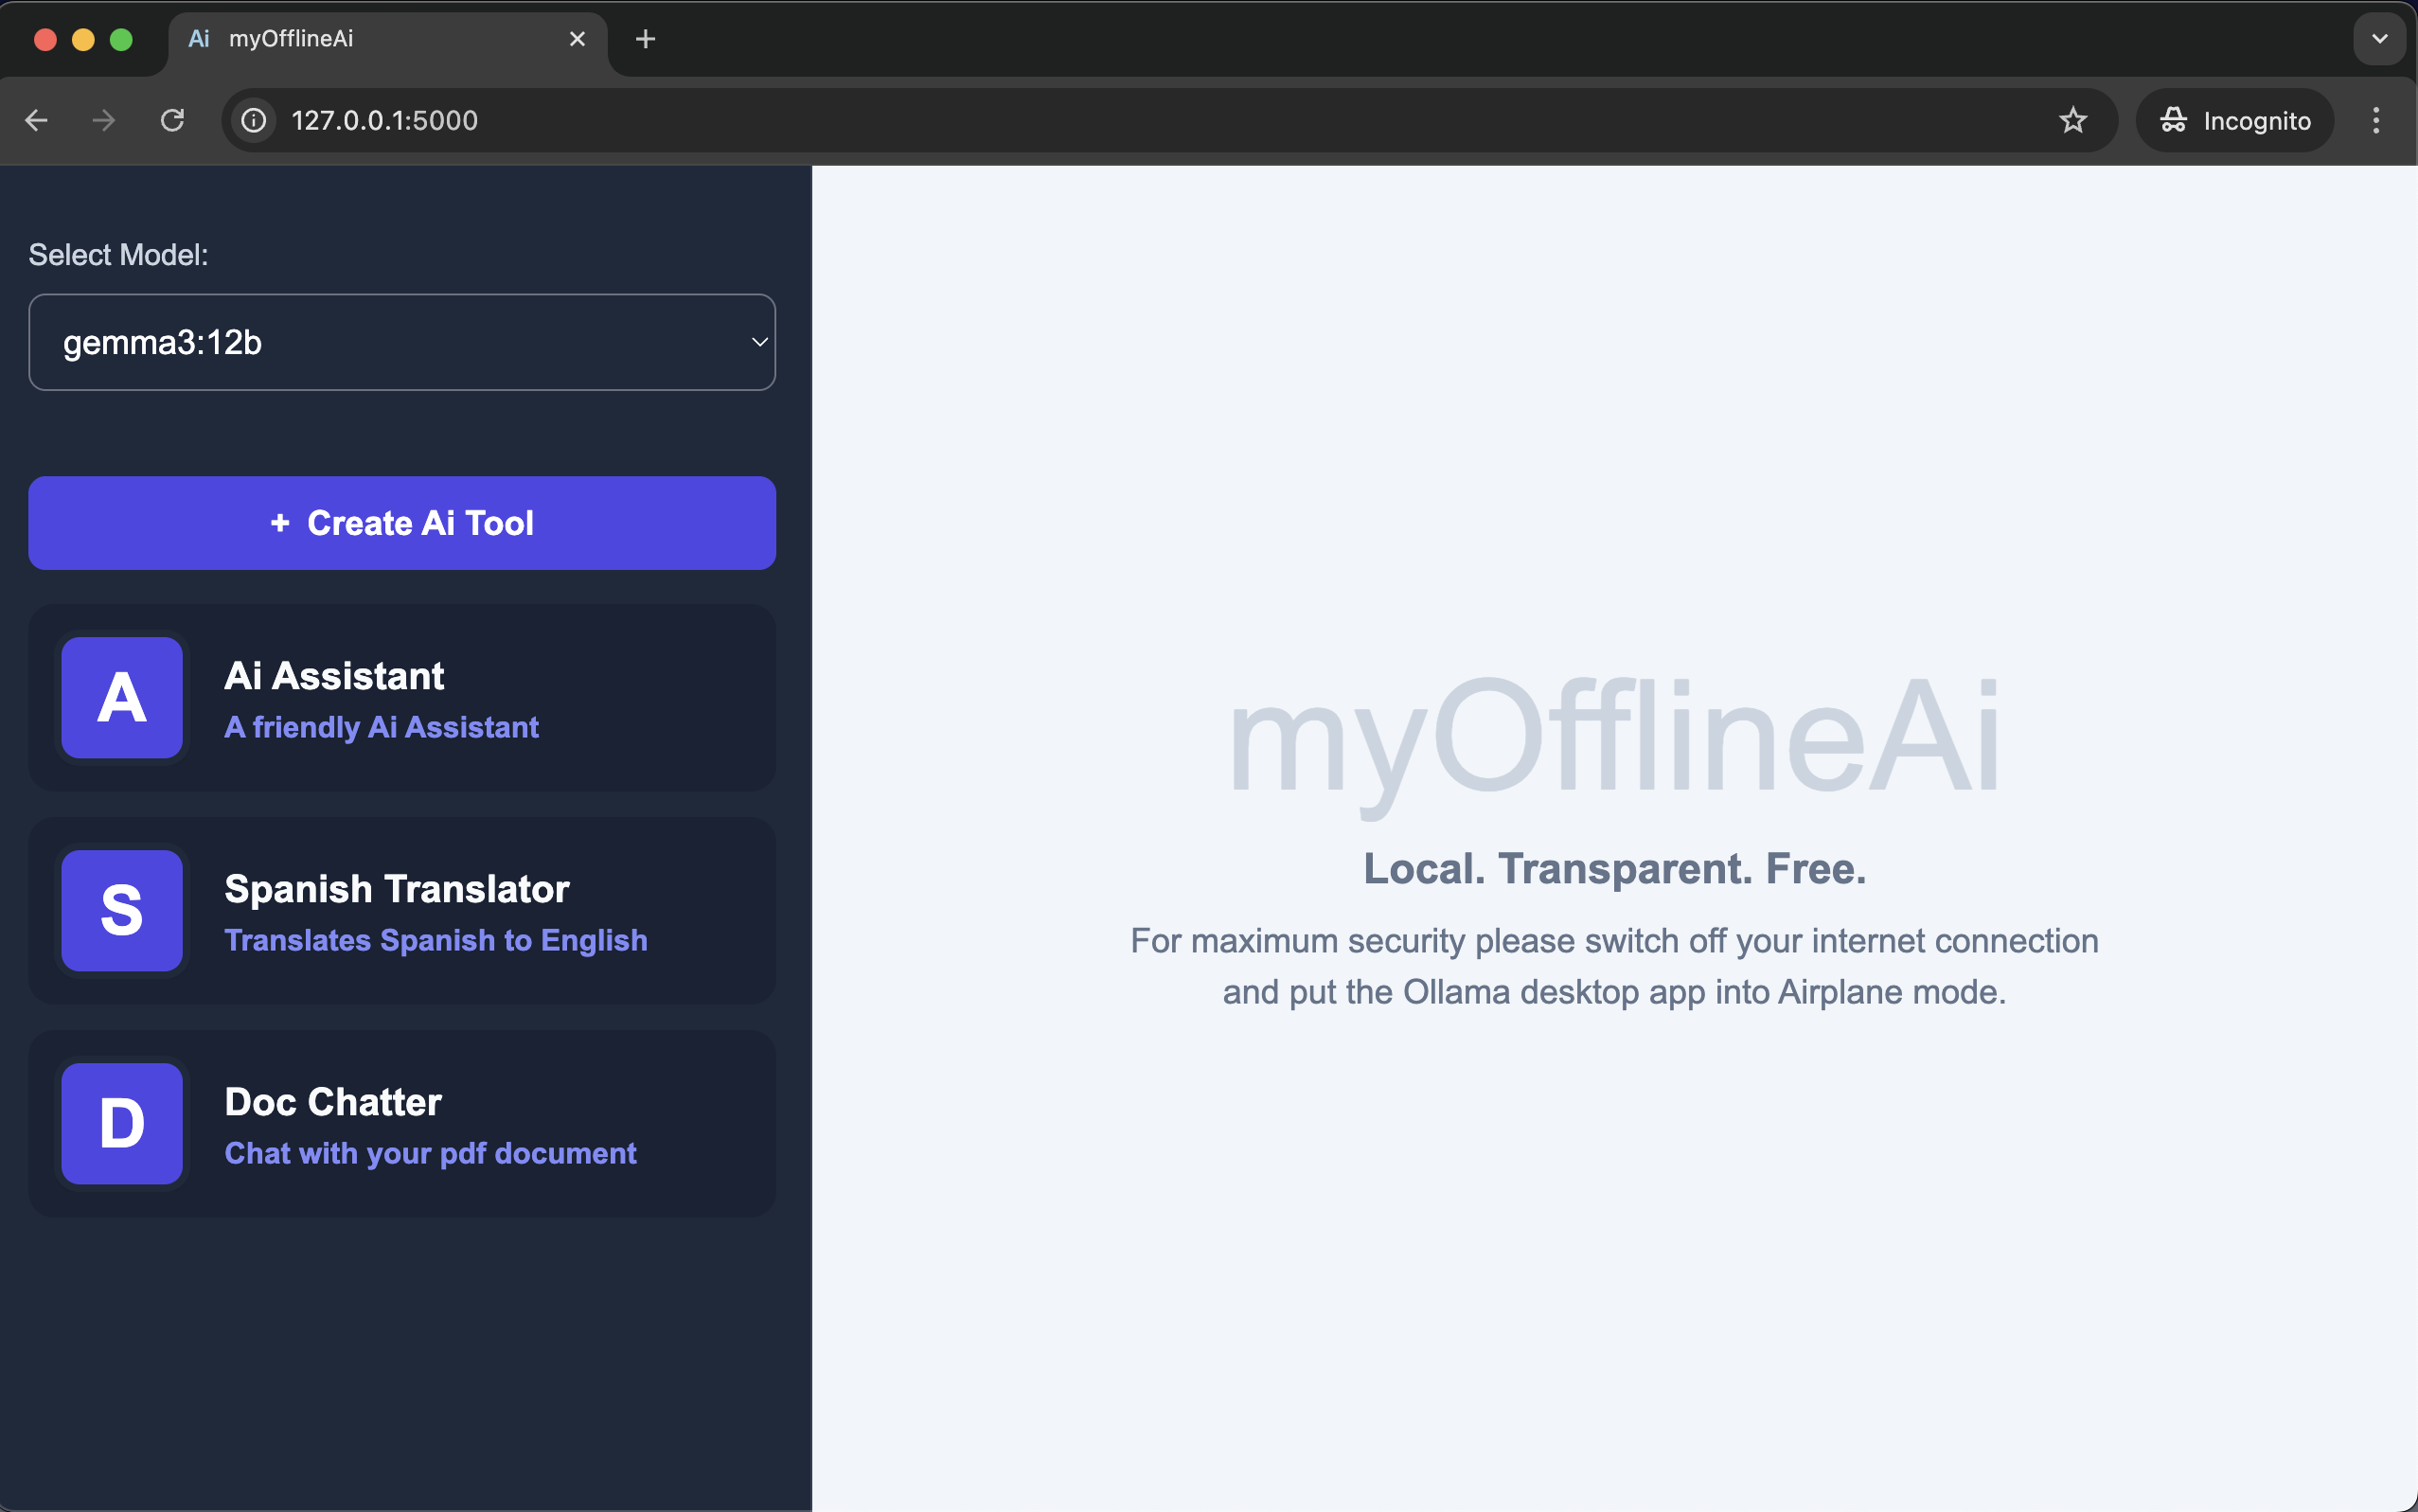 Ai myOfflineAi
127.0.0.1:5000
Incognito
Select Model:
gemma3:12b
+ Create Ai Tool
A
Ai Assistant
A friendly Ai Assistant
S
Spanish Translator
Translates Spanish to English
D
Doc Chatter
Chat with your pdf document
myOfflineAi
Local. Transparent. Free.
For maximum security please switch off your internet connection
and put the Ollama desktop app into Airplane mode.